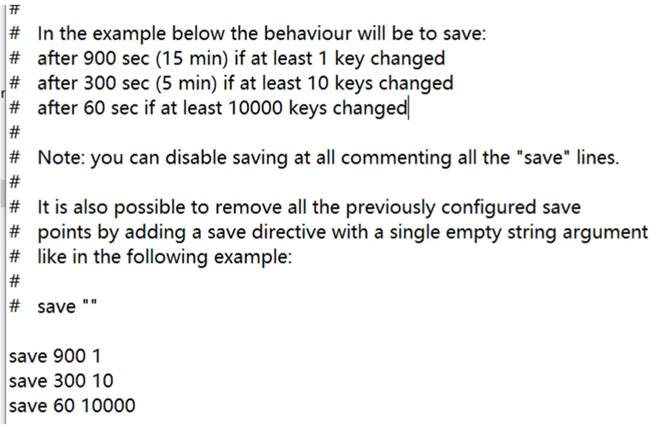 #
# In the example below the behaviour will be to save:
# after 900 sec (15 min) if at least 1 key changed
# after 300 sec (5 min) if at least 10 keys changed
# after 60 sec if at least 10000 keys changed
#
# Note: you can disable saving at all commenting all the "save" lines.
#
# It is also possible to remove all the previously configured save
# points by adding a save directive with a single empty string argument
# like in the following example:
#
# save ""

save 900 1
save 300 10
save 60 10000